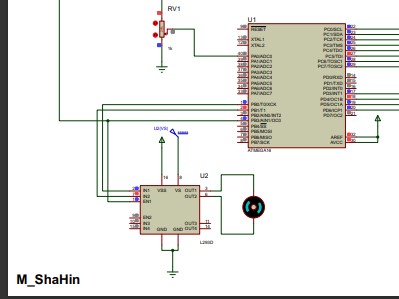 RV1
1k
U1
RESET
XTAL1
XTAL2
PA0/ADC0
PA1/ADC1
PA2/ADC2
PA3/ADC3
PA4/ADC4
PA5/ADC5
PA6/ADC6
PA7/ADC7
PB0/T0/XCK
PB1/T1
PB2/INT2/AIN0
PB3/OC0/AIN1
PB4/SS
PB5/MOSI
PB6/MISO
PB7/SCK
PC0/SCL
PC1/SDA
PC2/TCK
PC3/TMS
PC4/TDO
PC5/TDI
PC6/TOSC1
PC7/TOSC2
PD0/RXD
PD1/TXD
PD2/INT0
PD3/INT1
PD4/OC1B
PD5/OC1A
PD6/ICP1
PD7/OC2
AREF
AVCC
ATMEGA16
U2(VS)
U2
16
8
IN1
IN2
EN1
VSS
VS
OUT1
OUT2
3
6
EN2
IN3
IN4
GND
GND
OUT3
OUT4
11
14
L293D
M_ShaHin